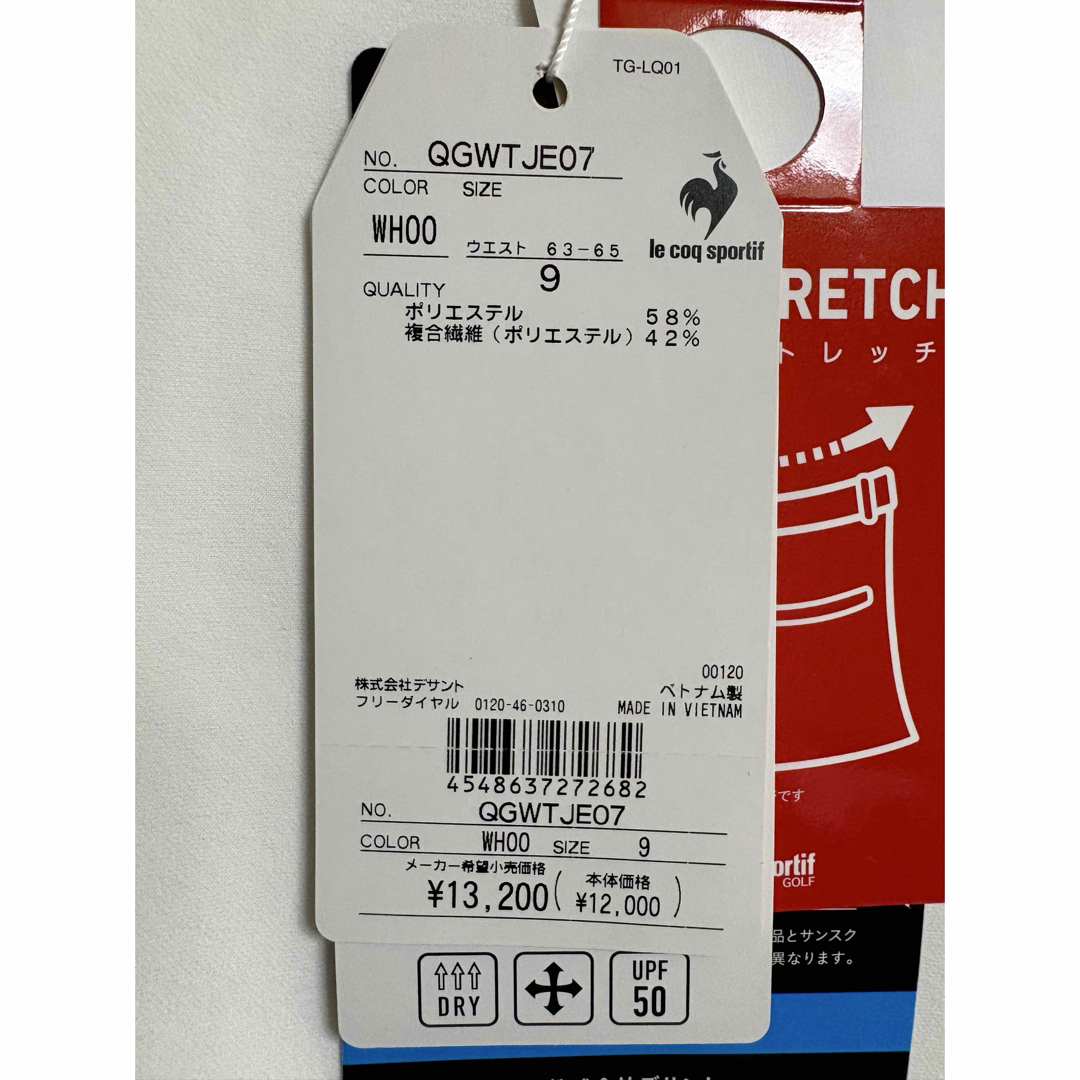 TG-LQ01
NO. QGWTJE07
COLOR SIZE
WH00 ウエスト 63-65
9
le coq sportif
QUALITY
ポリエステル 58%
複合繊維(ポリエステル) 42%
株式会社デサント
フリーダイヤル 0120-46-0310
00120
ベトナム製
MADE IN VIETNAM
4548637272682
NO. QGWTJE07
COLOR WH00 SIZE 9
メーカー希望小売価格
¥13,200( 本体価格 ¥12,000 )
DRY
UPF
50
RETCH
トレッチ
です
ortif
GOLF
品とサンスク
異なります。